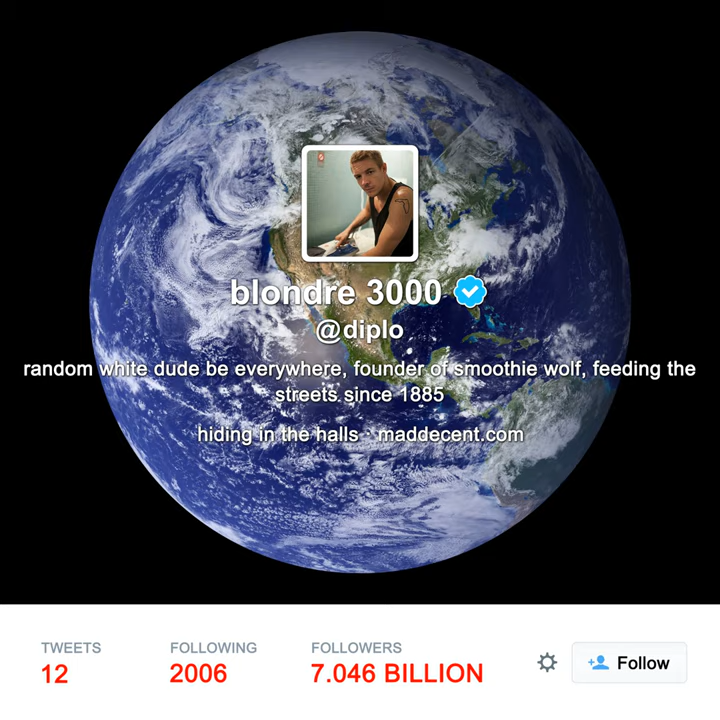 blondre 3000
@diplo
random white dude be everywhere, founder of smoothie wolf, feeding the
streets since 1885
hiding in the halls · maddecent.com
TWEETS FOLLOWING FOLLOWERS
12 2006 7.046 BILLION
Follow